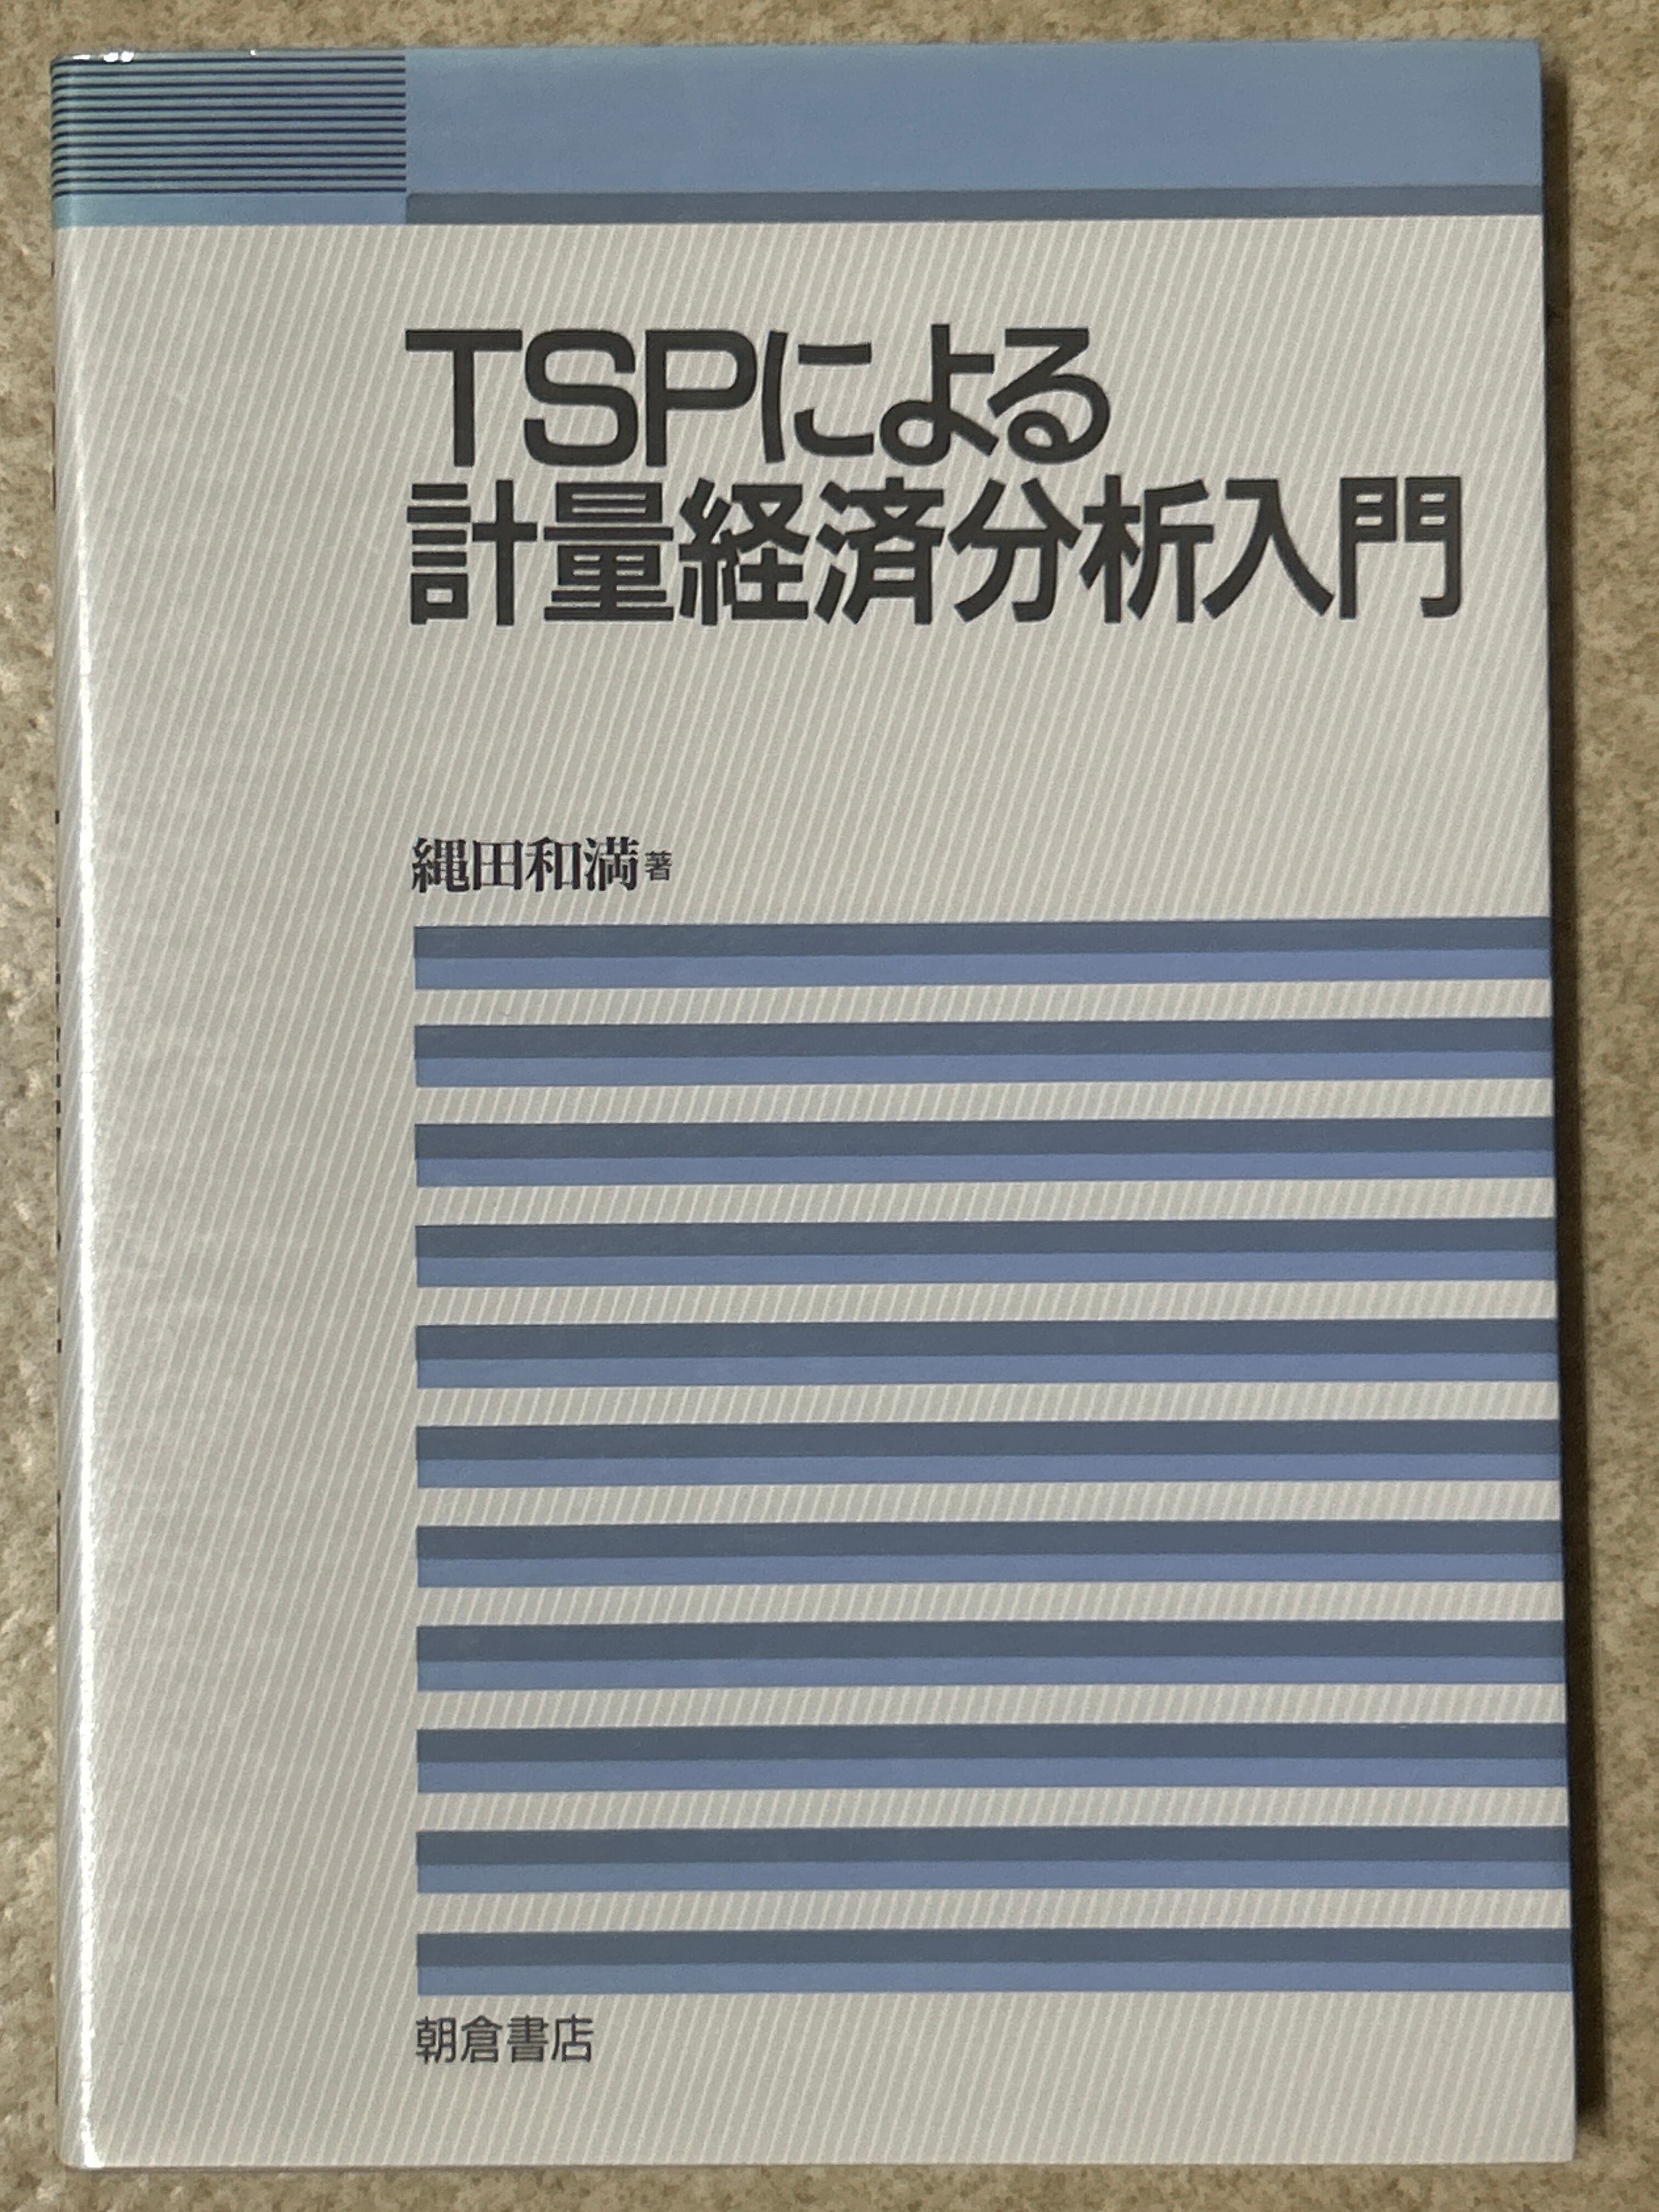 TSPによる
計量経済分析入門
縄田和満 著
朝倉書店